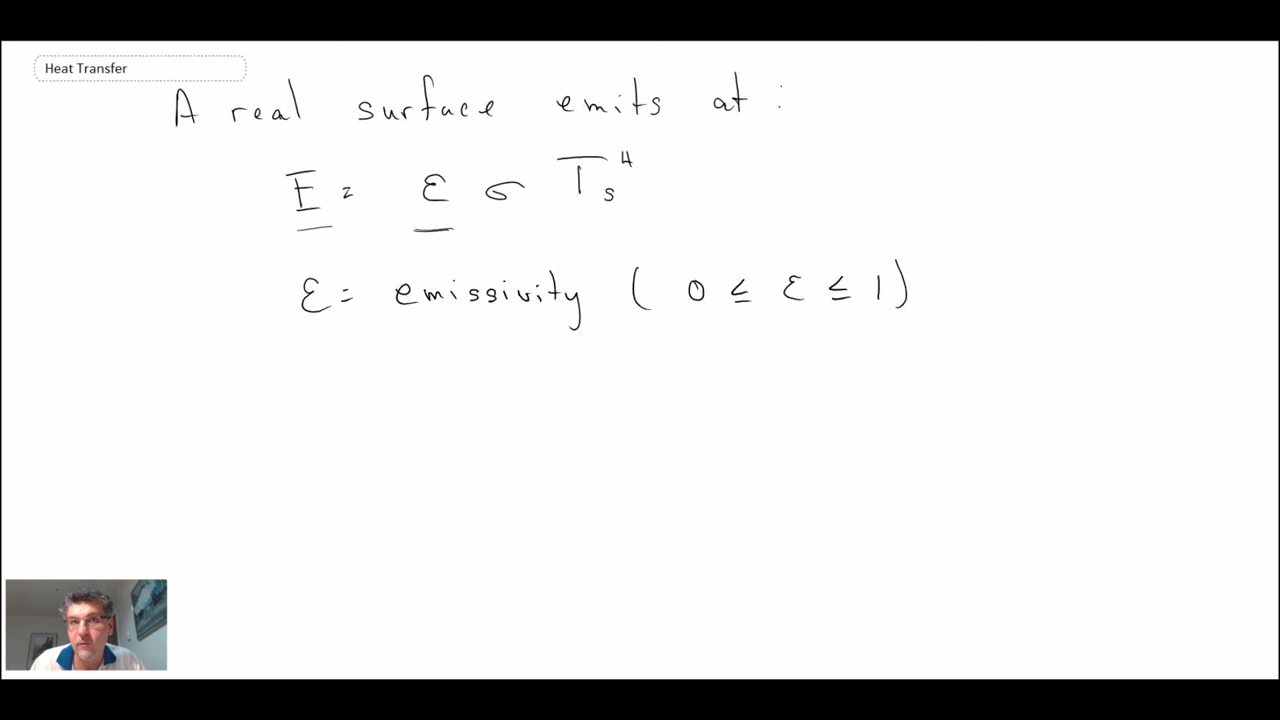 Heat Transfer
A real surface emits at :
E = ε σ Ts⁴
ε = emissivity ( 0 ≤ ε ≤ 1 )